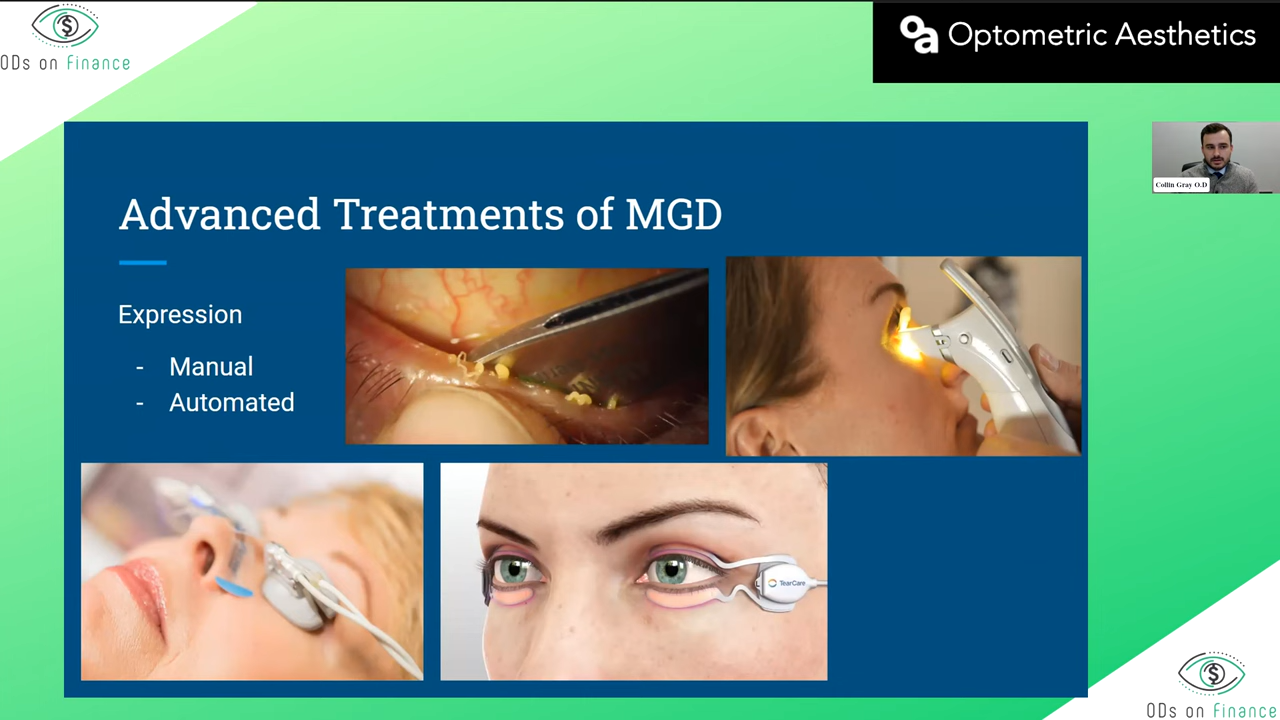 ODs on Finance
Optometric Aesthetics
Collin Gray O.D
Advanced Treatments of MGD
Expression
- Manual
- Automated
TearCare
ODs on Finance